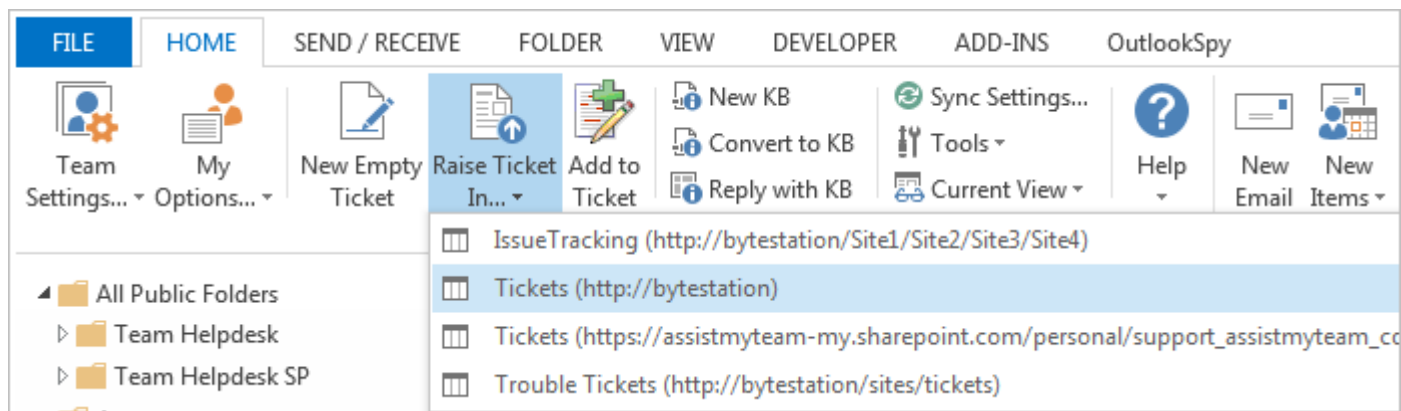 FILE HOME SEND / RECEIVE FOLDER VIEW DEVELOPER ADD-INS OutlookSpy
New KB Sync Settings...
Convert to KB Tools
Team My New Empty Raise Ticket Add to Help New New
Settings... Options... Ticket In... Ticket Reply with KB Current View Email Items
IssueTracking (http://bytestation/Site1/Site2/Site3/Site4)
Tickets (http://bytestation)
All Public Folders
Team Helpdesk Tickets (https://assistmyteam-my.sharepoint.com/personal/support_assistmyteam_cc
Team Helpdesk SP Trouble Tickets (http://bytestation/sites/tickets)